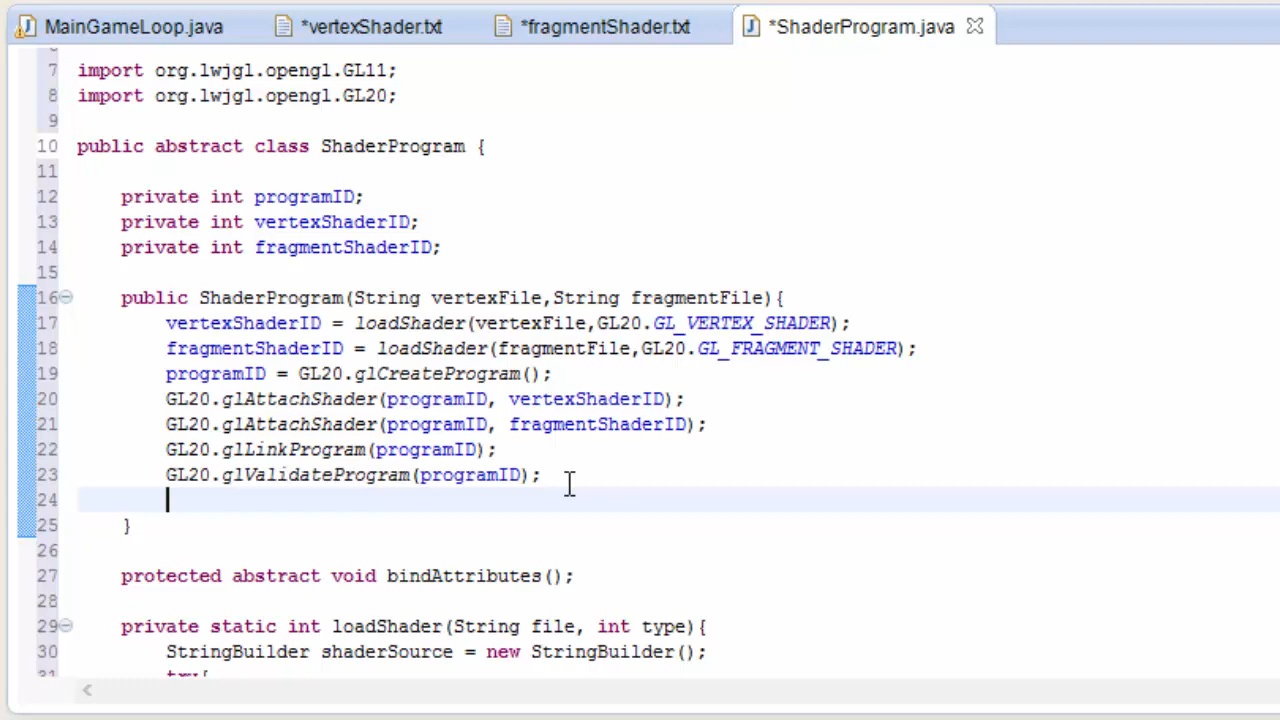 MainGameLoop.java *vertexShader.txt *fragmentShader.txt *ShaderProgram.java
7 import org.lwjgl.opengl.GL11;
8 import org.lwjgl.opengl.GL20;
9
10 public abstract class ShaderProgram {
11
12 private int programID;
13 private int vertexShaderID;
14 private int fragmentShaderID;
15
16 public ShaderProgram(String vertexFile,String fragmentFile){
17 vertexShaderID = loadShader(vertexFile,GL20.GL_VERTEX_SHADER);
18 fragmentShaderID = loadShader(fragmentFile,GL20.GL_FRAGMENT_SHADER);
19 programID = GL20.glCreateProgram();
20 GL20.glAttachShader(programID, vertexShaderID);
21 GL20.glAttachShader(programID, fragmentShaderID);
22 GL20.glLinkProgram(programID);
23 GL20.glValidateProgram(programID);
24
25 }
26
27 protected abstract void bindAttributes();
28
29 private static int loadShader(String file, int type){
30 StringBuilder shaderSource = new StringBuilder();
31 try{